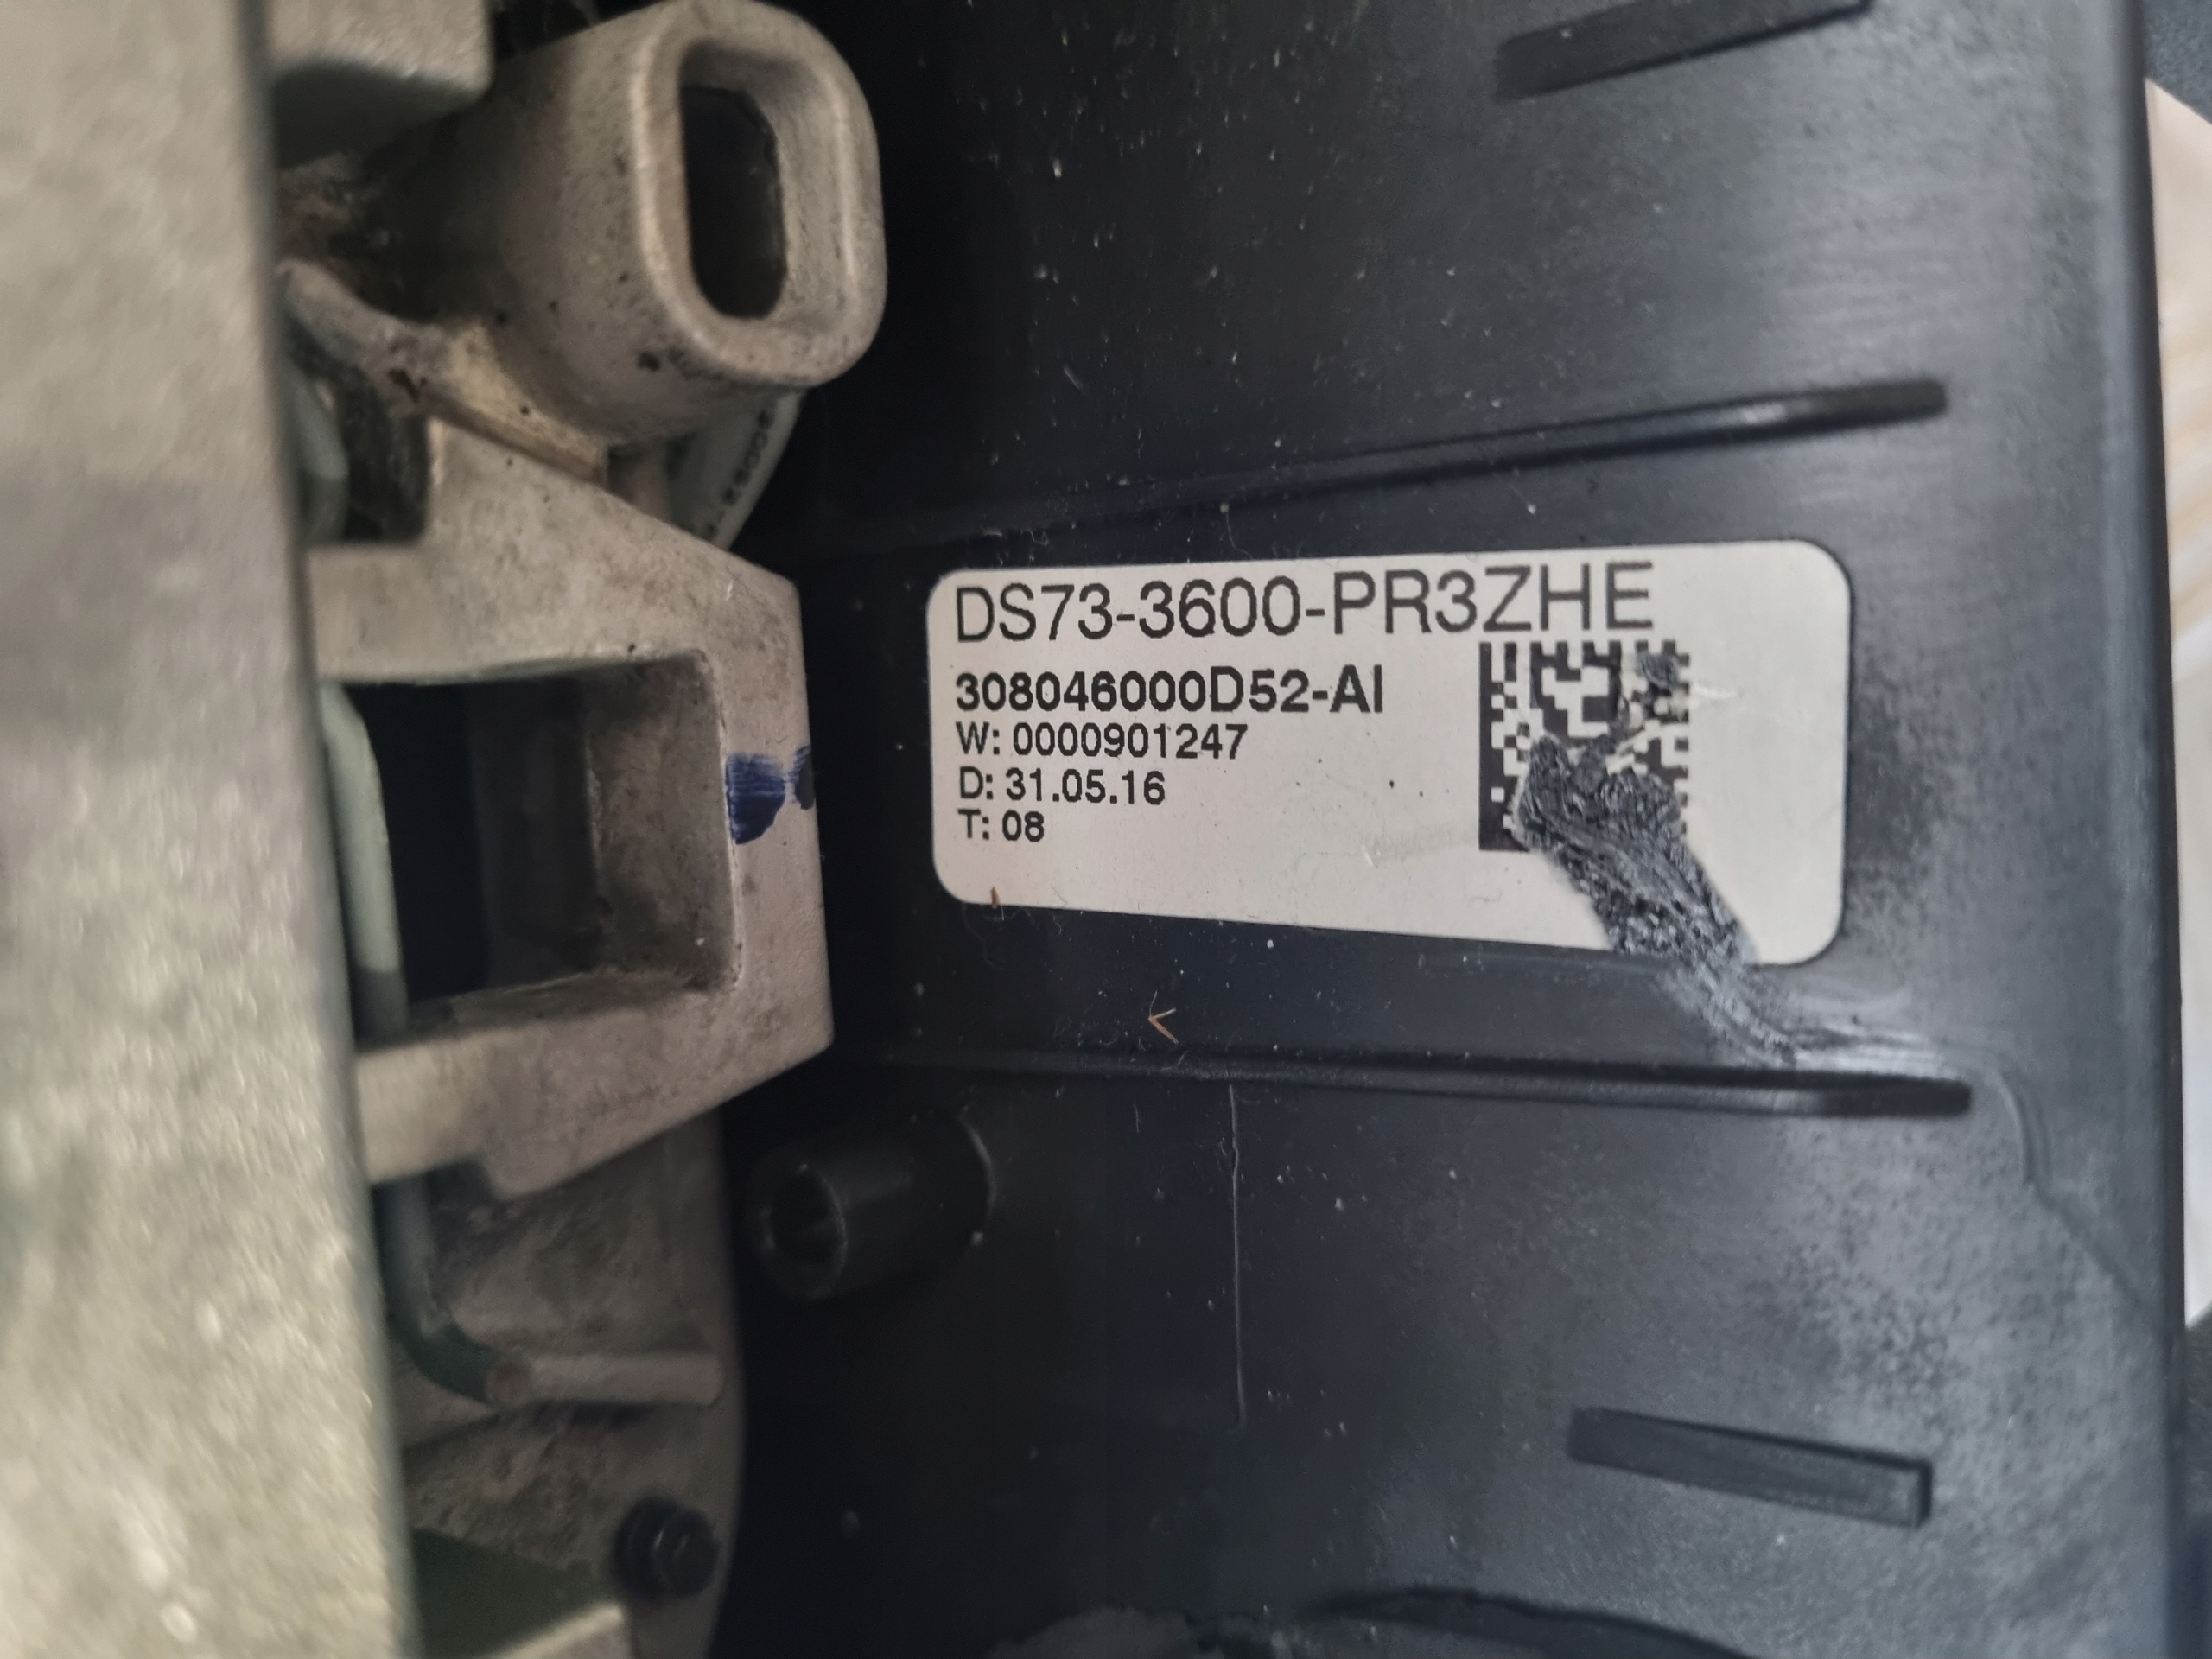 DS73-3600-PR3ZHE
308046000D52-AI
W: 0000901247
D: 31.05.16
T: 08